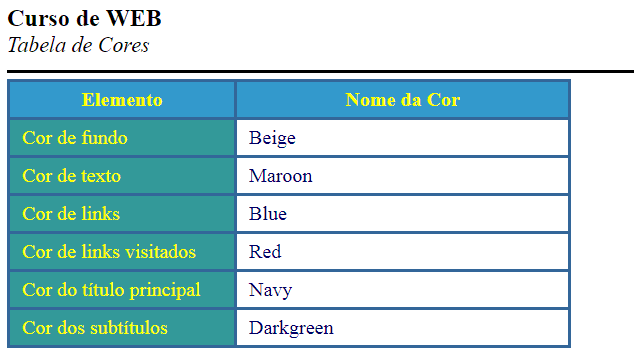 Curso de WEB
Tabela de Cores
Elemento Nome da Cor
Cor de fundo Beige
Cor de texto Maroon
Cor de links Blue
Cor de links visitados Red
Cor do título principal Navy
Cor dos subtítulos Darkgreen